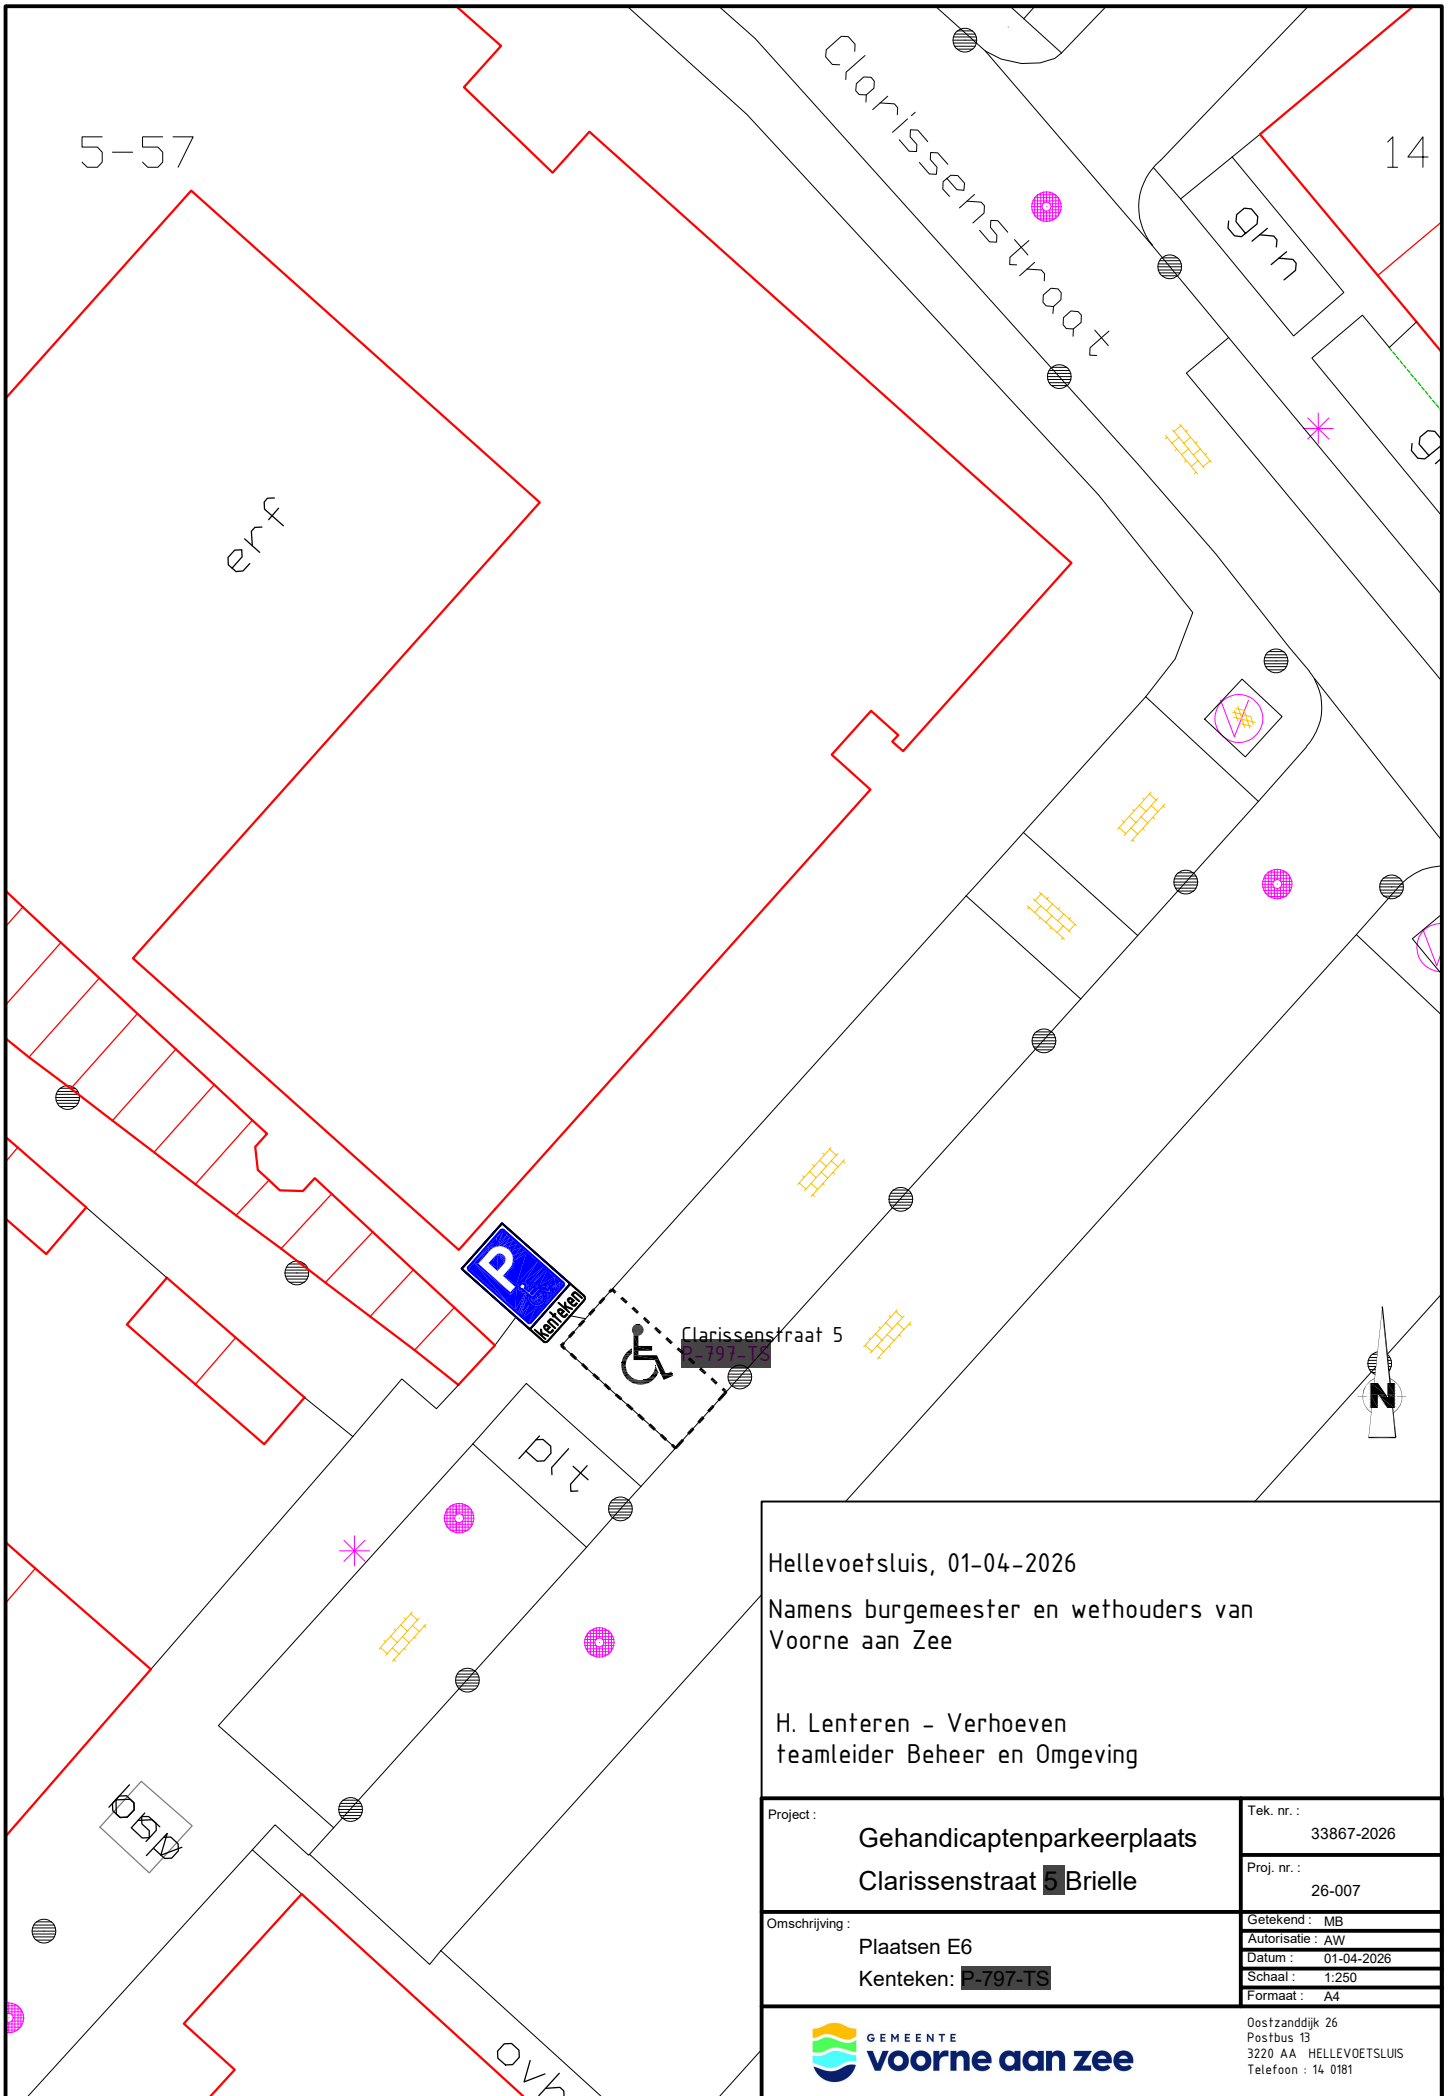 5-57
Clarissenstraat
14
grn
erf
P
kenteken
Clarissenstraat 5
P-797-TS
plt
N
Hellevoetsluis, 01-04-2026
Namens burgemeester en wethouders van
Voorne aan Zee
H. Lenteren - Verhoeven
teamleider Beheer en Omgeving
Project :
Gehandicaptenparkeerplaats
Clarissenstraat 5 Brielle
Tek. nr. :
33867-2026
Proj. nr. :
26-007
Omschrijving :
Plaatsen E6
Kenteken: P-797-TS
Getekend : MB
Autorisatie : AW
Datum : 01-04-2026
Schaal : 1:250
Formaat : A4
GEMEENTE
voorne aan zee
Oostzanddijk 26
Postbus 13
3220 AA HELLEVOETSLUIS
Telefoon : 14 0181